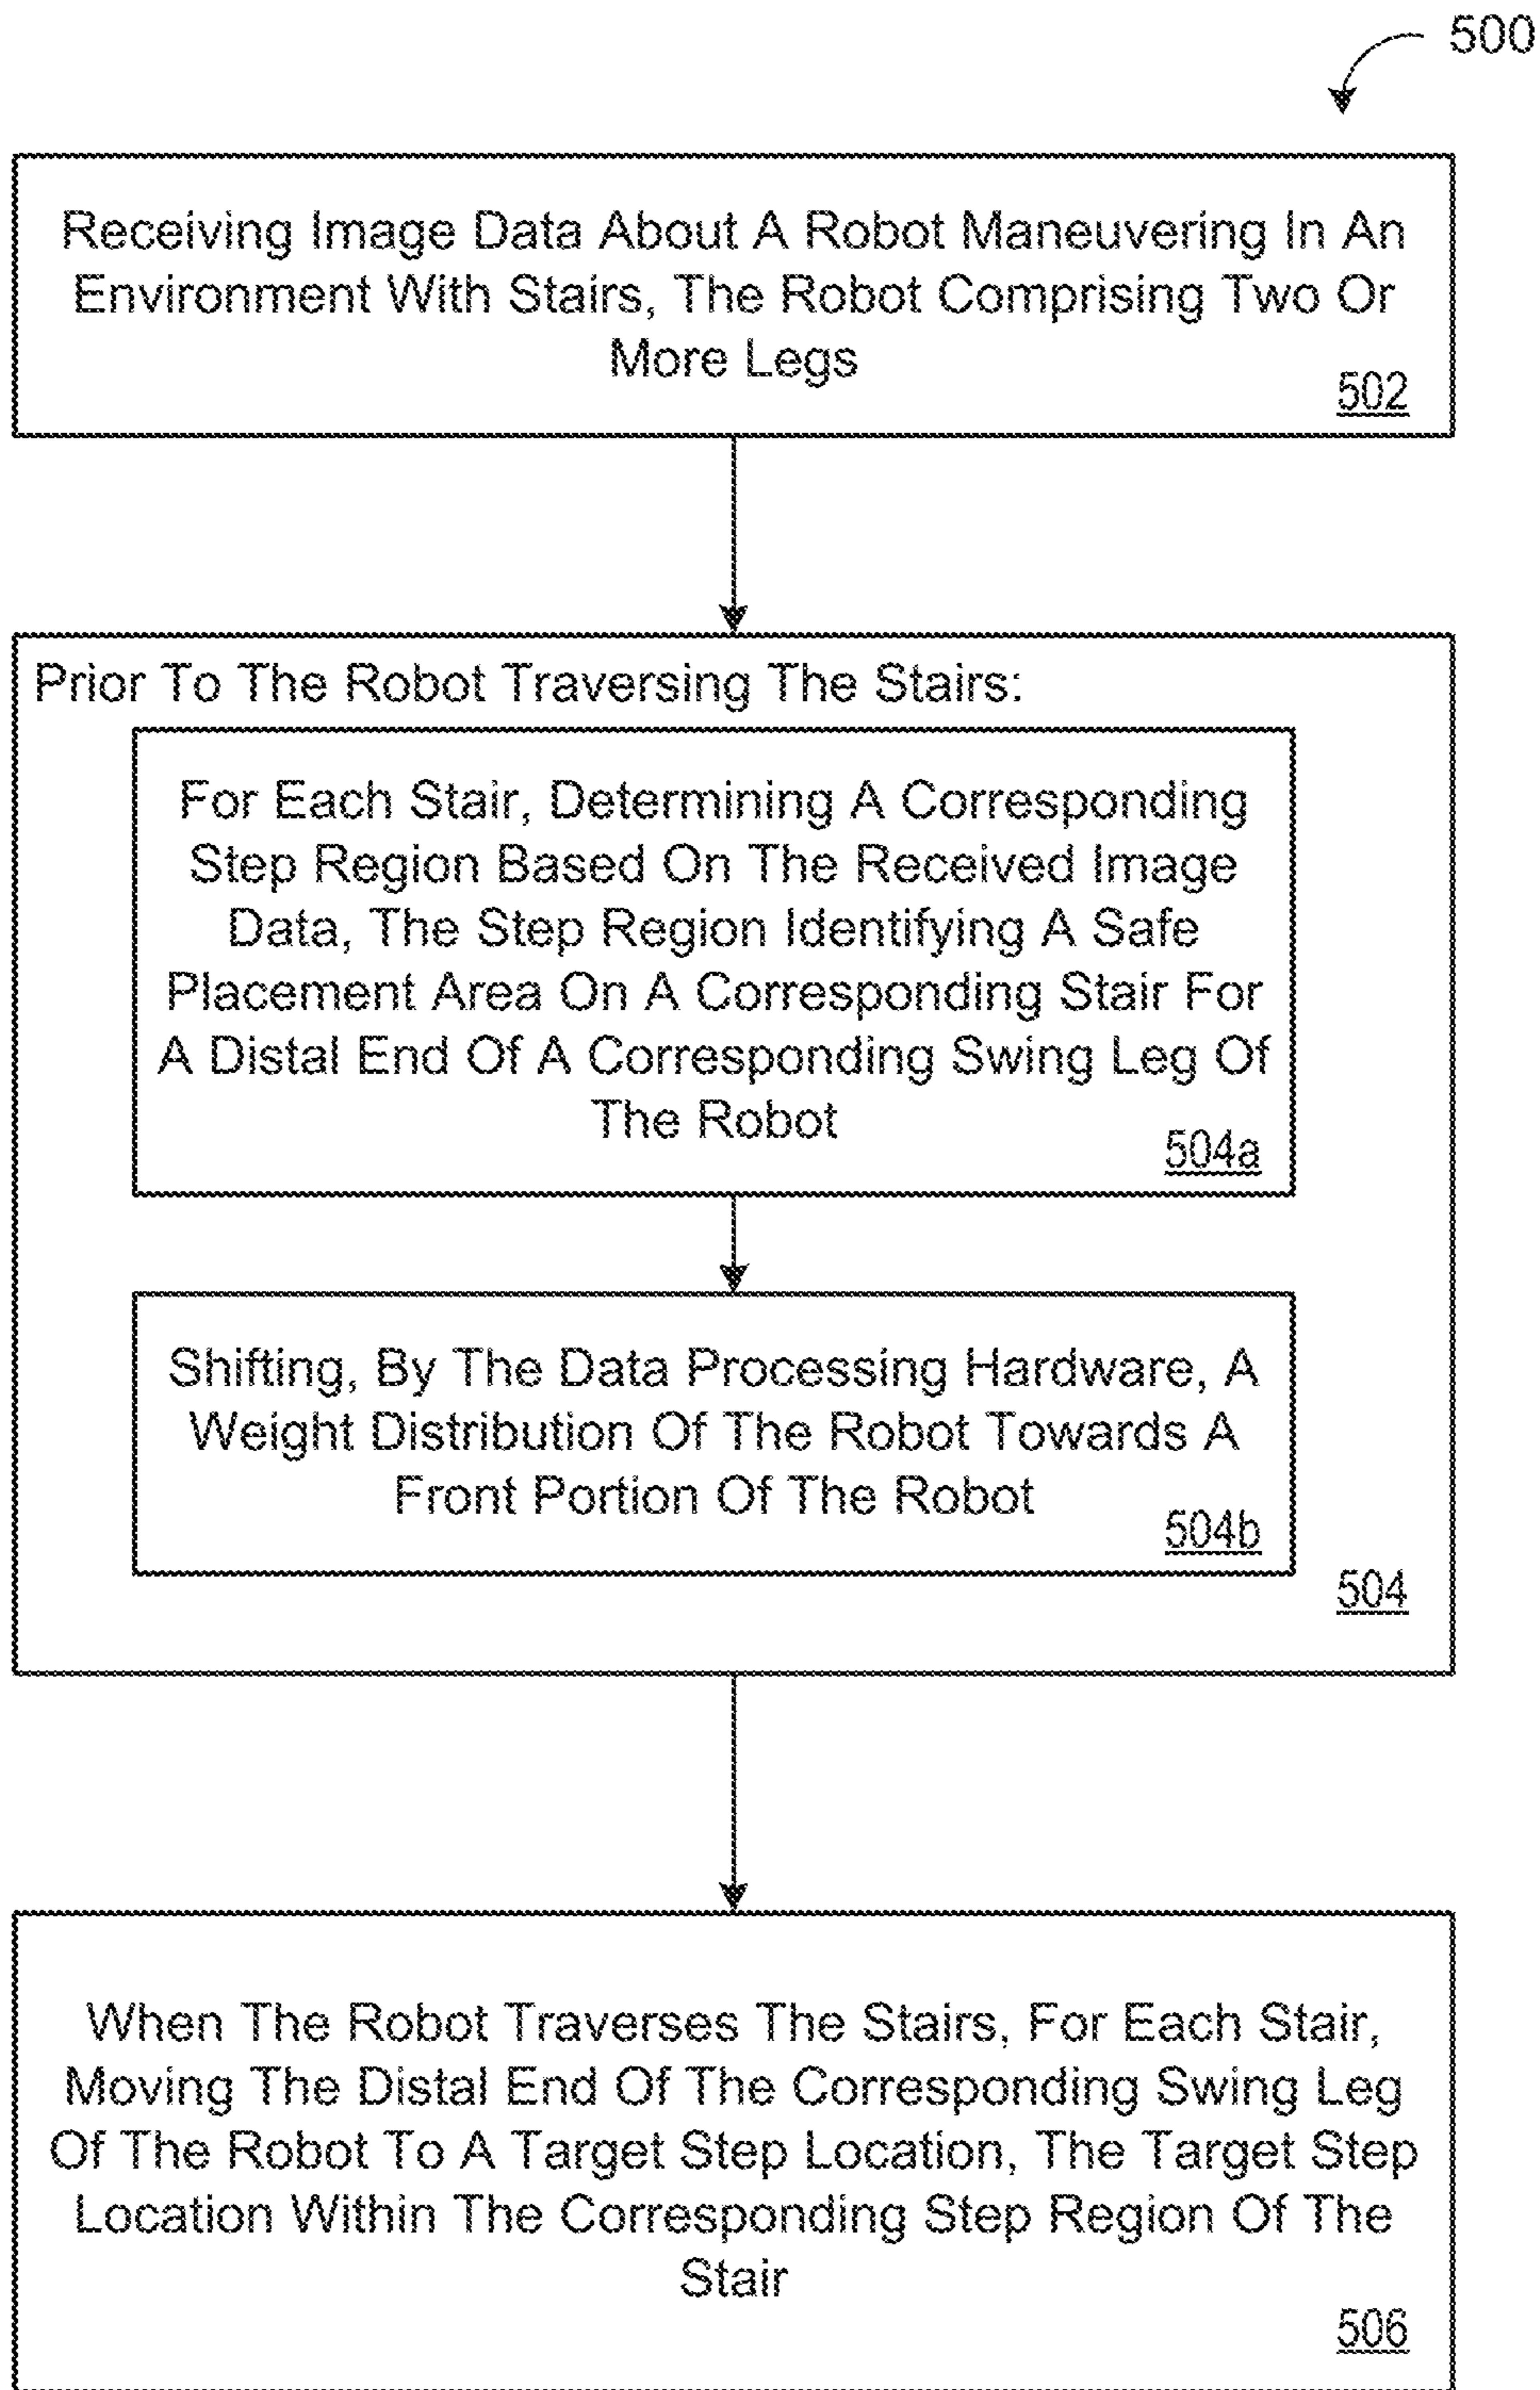 500
Receiving Image Data About A Robot Maneuvering In An
Environment With Stairs, The Robot Comprising Two Or
More Legs
502
Prior To The Robot Traversing The Stairs:
For Each Stair, Determining A Corresponding
Step Region Based On The Received Image
Data, The Step Region Identifying A Safe
Placement Area On A Corresponding Stair For
A Distal End Of A Corresponding Swing Leg Of
The Robot
504a
Shifting, By The Data Processing Hardware, A
Weight Distribution Of The Robot Towards A
Front Portion Of The Robot
504b
504
When The Robot Traverses The Stairs, For Each Stair,
Moving The Distal End Of The Corresponding Swing Leg
Of The Robot To A Target Step Location, The Target Step
Location Within The Corresponding Step Region Of The
Stair
506